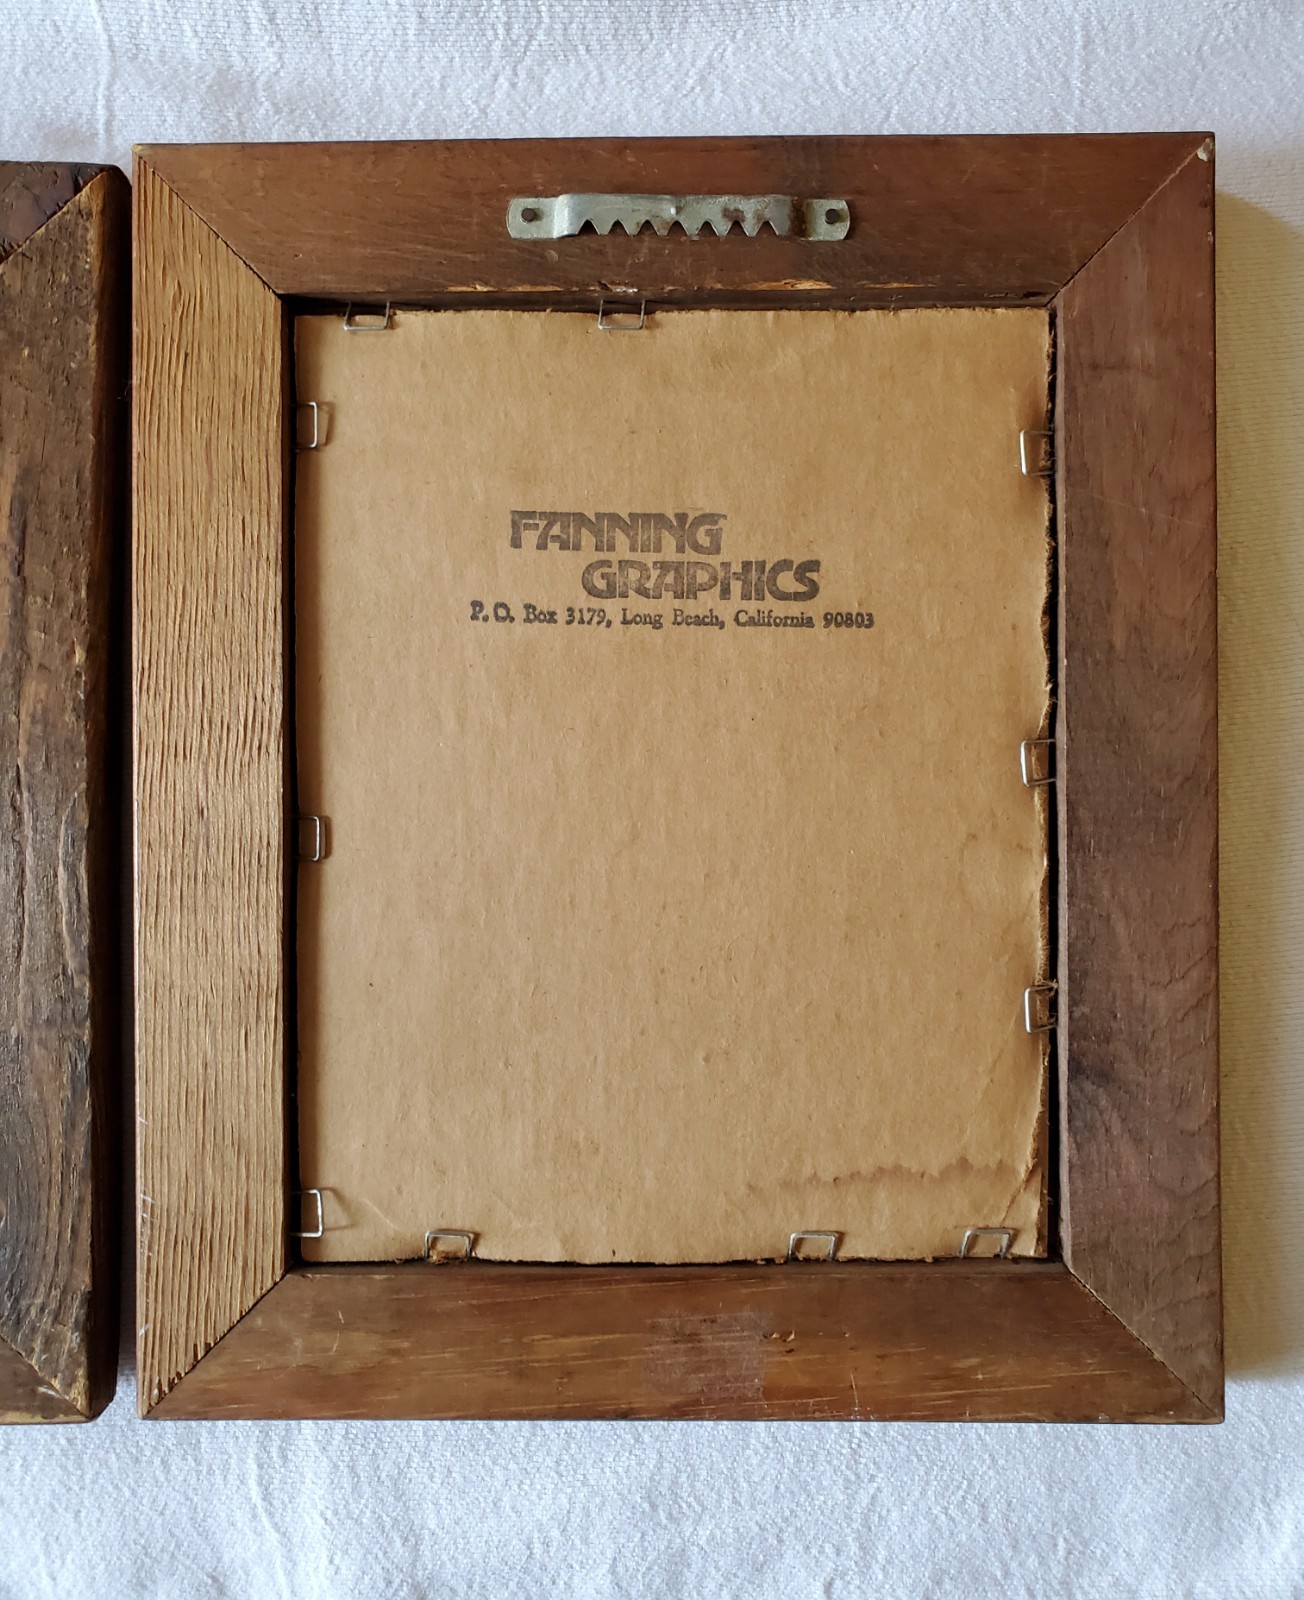 FANNING
GRAPHICS
P. O. Box 3179, Long Beach, California 90803